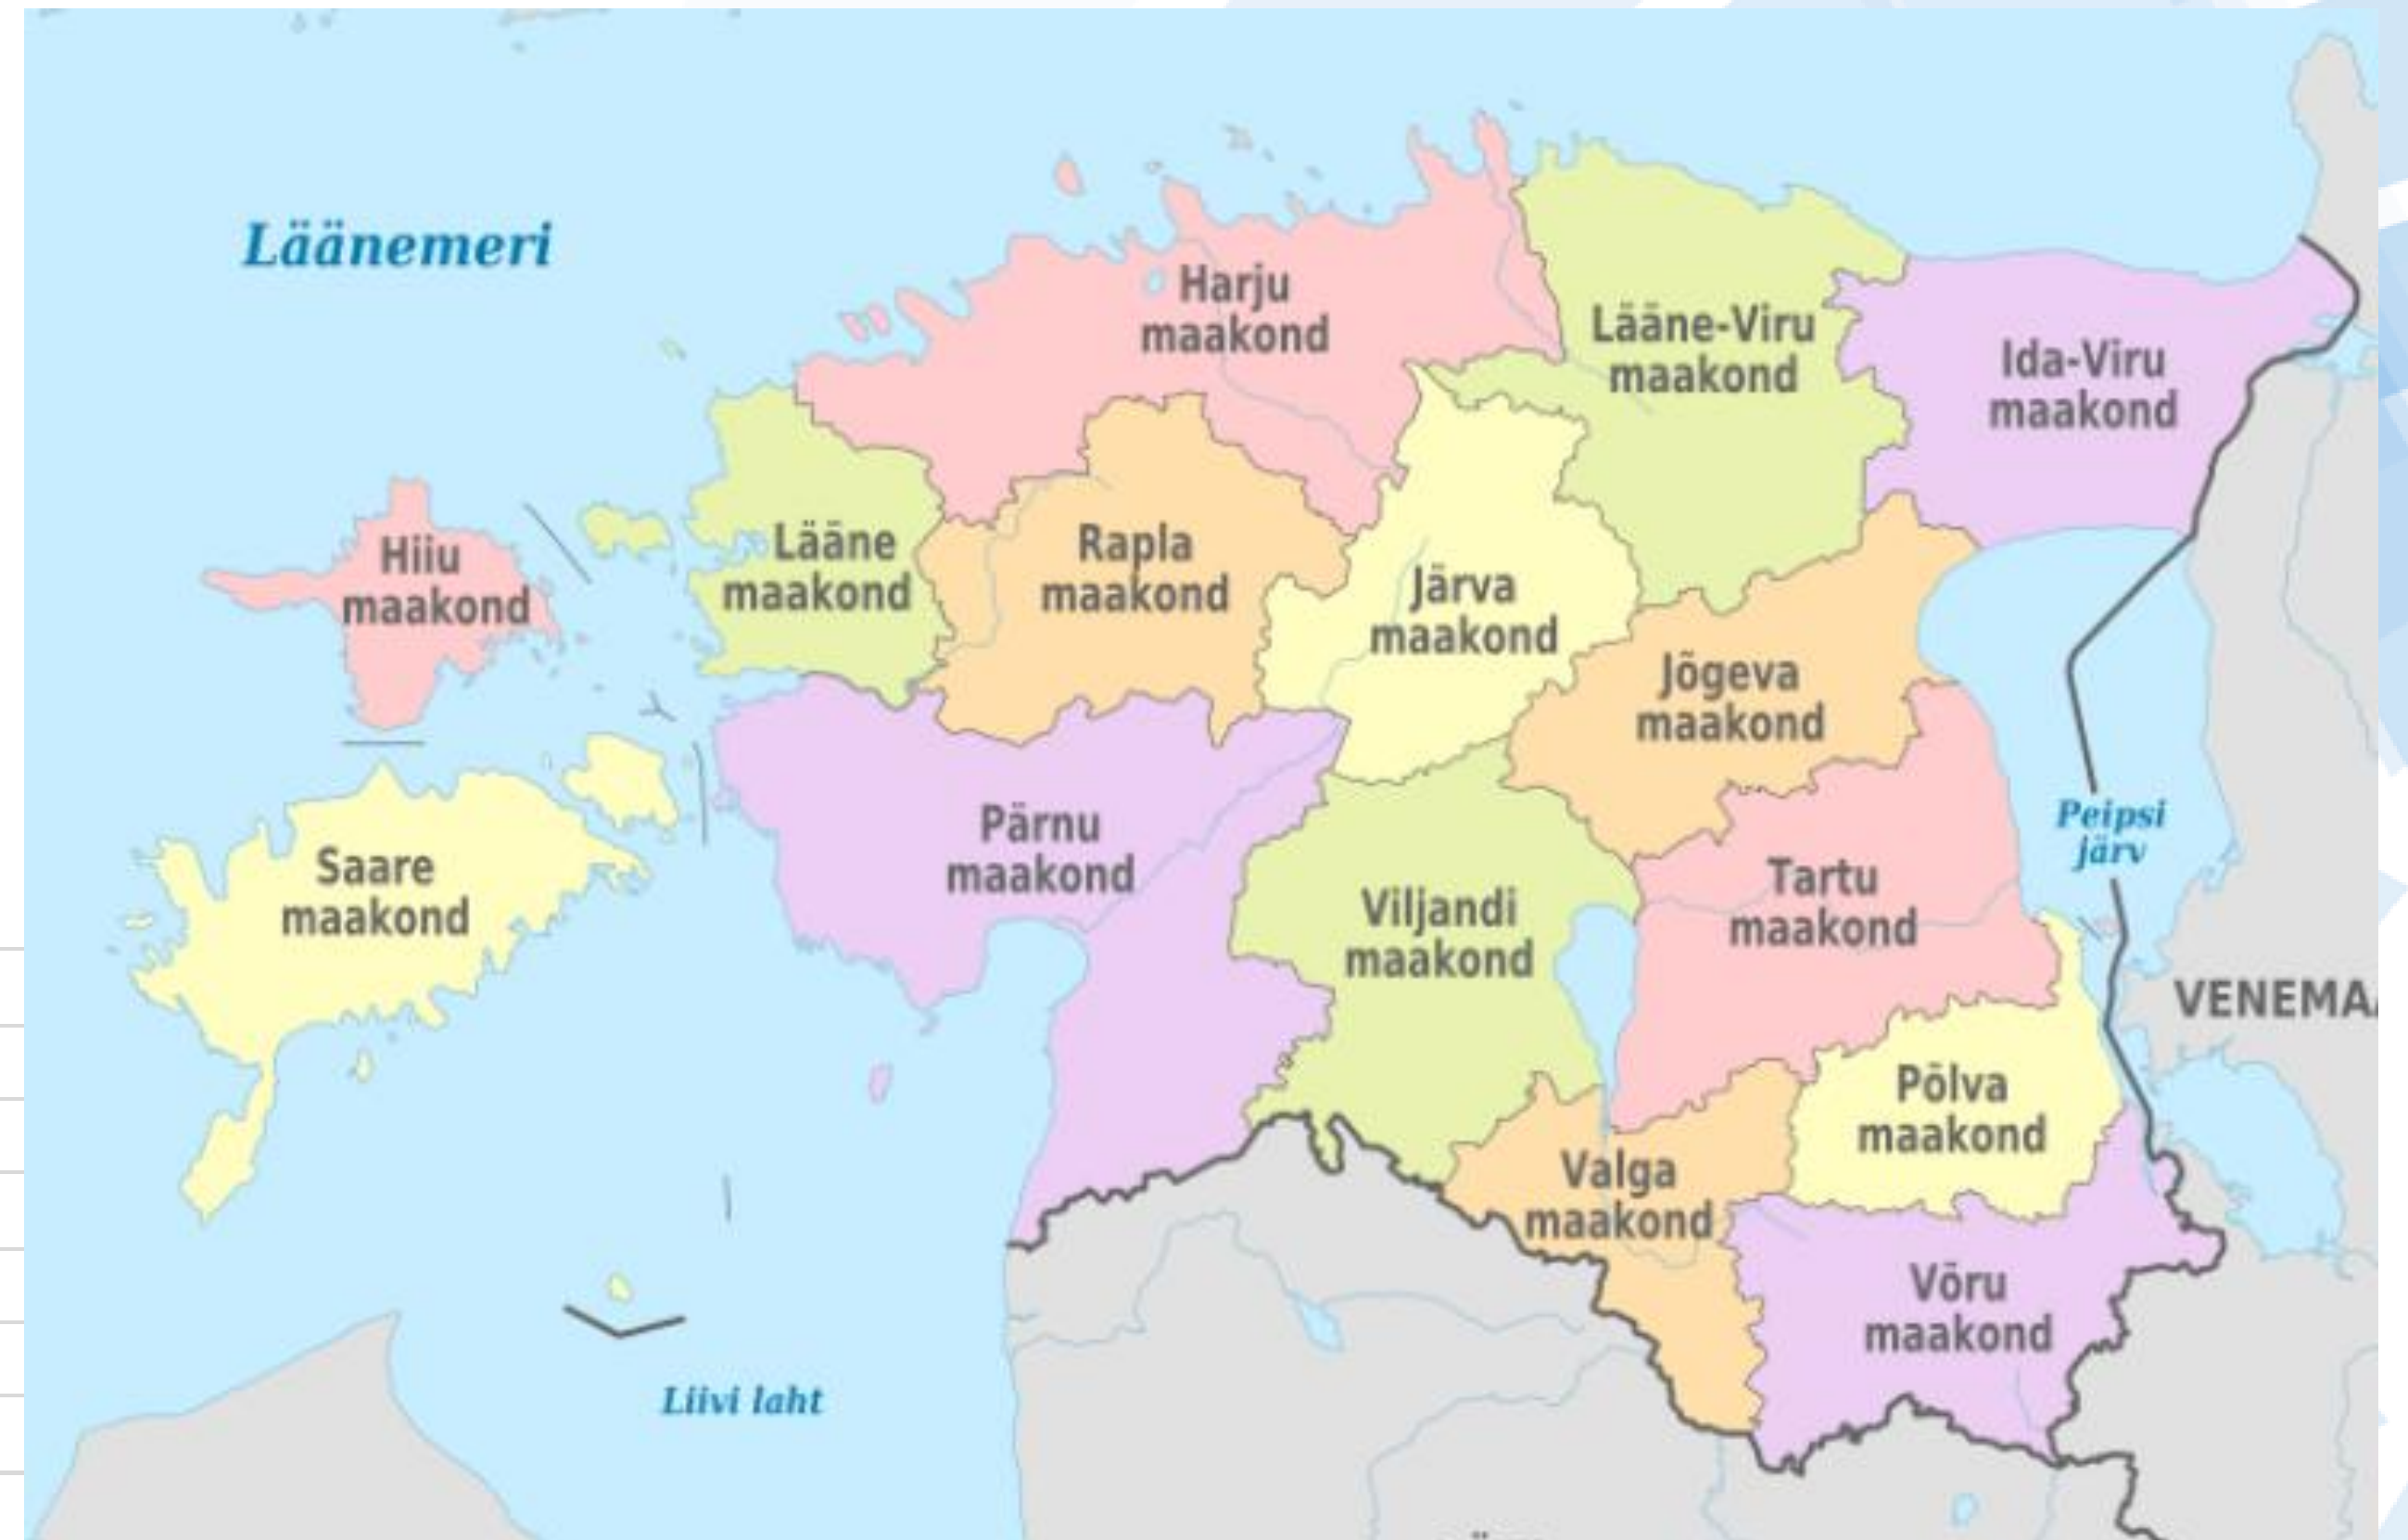 Läänemeri
Harju
maakond
Lääne-Viru
maakond
Ida-Viru
maakond
Hiiu
maakond
Lääne
maakond
Rapla
maakond
Järva
maakond
Jõgeva
maakond
Saare
maakond
Pärnu
maakond
Viljandi
maakond
Tartu
maakond
Peipsi
järv
VENEMA
Põlva
maakond
Valga
maakond
Võru
maakond
Liivi laht